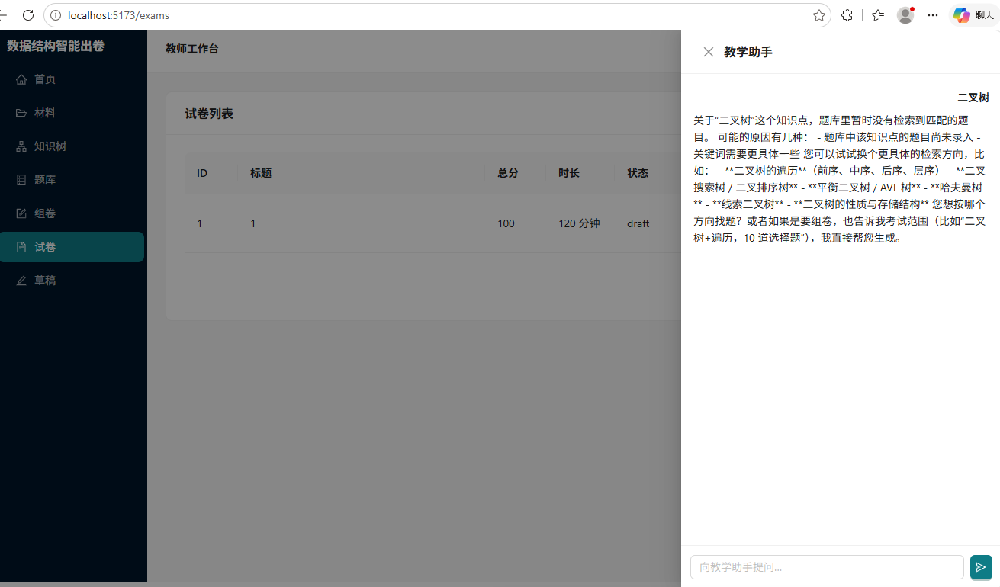 localhost:5173/exams
聊天
数据结构智能出卷
首页
材料
知识树
题库
组卷
试卷
草稿
教师工作台
试卷列表
ID 标题 总分 时长 状态
1 1 100 120 分钟 draft
教学助手
二叉树
关于“二叉树”这个知识点，题库里暂时没有检索到匹配的题
目。 可能的原因有几种： - 题库中该知识点的题目尚未录入 -
关键词需要更具体一些 您可以试试换个更具体的检索方向，比
如： - **二叉树的遍历**（前序、中序、后序、层序） - **二叉
搜索树 / 二叉排序树** - **平衡二叉树 / AVL 树** - **哈夫曼树
** - **线索二叉树** - **二叉树的性质与存储结构** 您想按哪个
方向找题？或者如果是要组卷，也告诉我考试范围（比如“二叉
树+遍历，10 道选择题”），我直接帮您生成。
向教学助手提问...